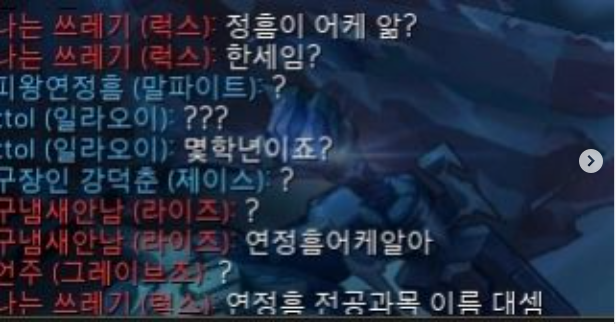 나는 쓰레기 (럭스): 정흠이 어케 앎?
나는 쓰레기 (럭스): 한세임?
피왕연정흠 (말파이트): ?
ctol (일라오이): ???
ctol (일라오이): 몇학년이죠?
구장인 강덕춘 (제이스): ?
구냄새안남 (라이즈): ?
구냄새안남 (라이즈): 연정흠어케알아
언주 (그레이브즈): ?
나는 쓰레기 (럭스): 연정흠 전공과목 이름 대셈